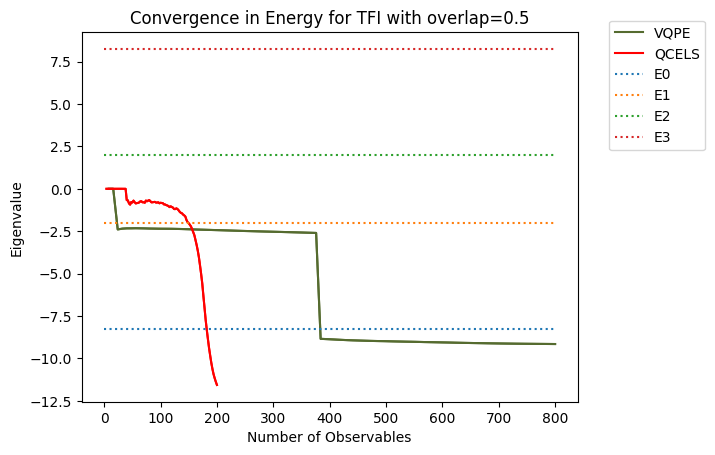 Convergence in Energy for TFI with overlap=0.5
VQPE
QCELS
E0
E1
E2
E3
7.5
5.0
2.5
0.0
−2.5
−5.0
−7.5
−10.0
−12.5
Eigenvalue
0 100 200 300 400 500 600 700 800
Number of Observables